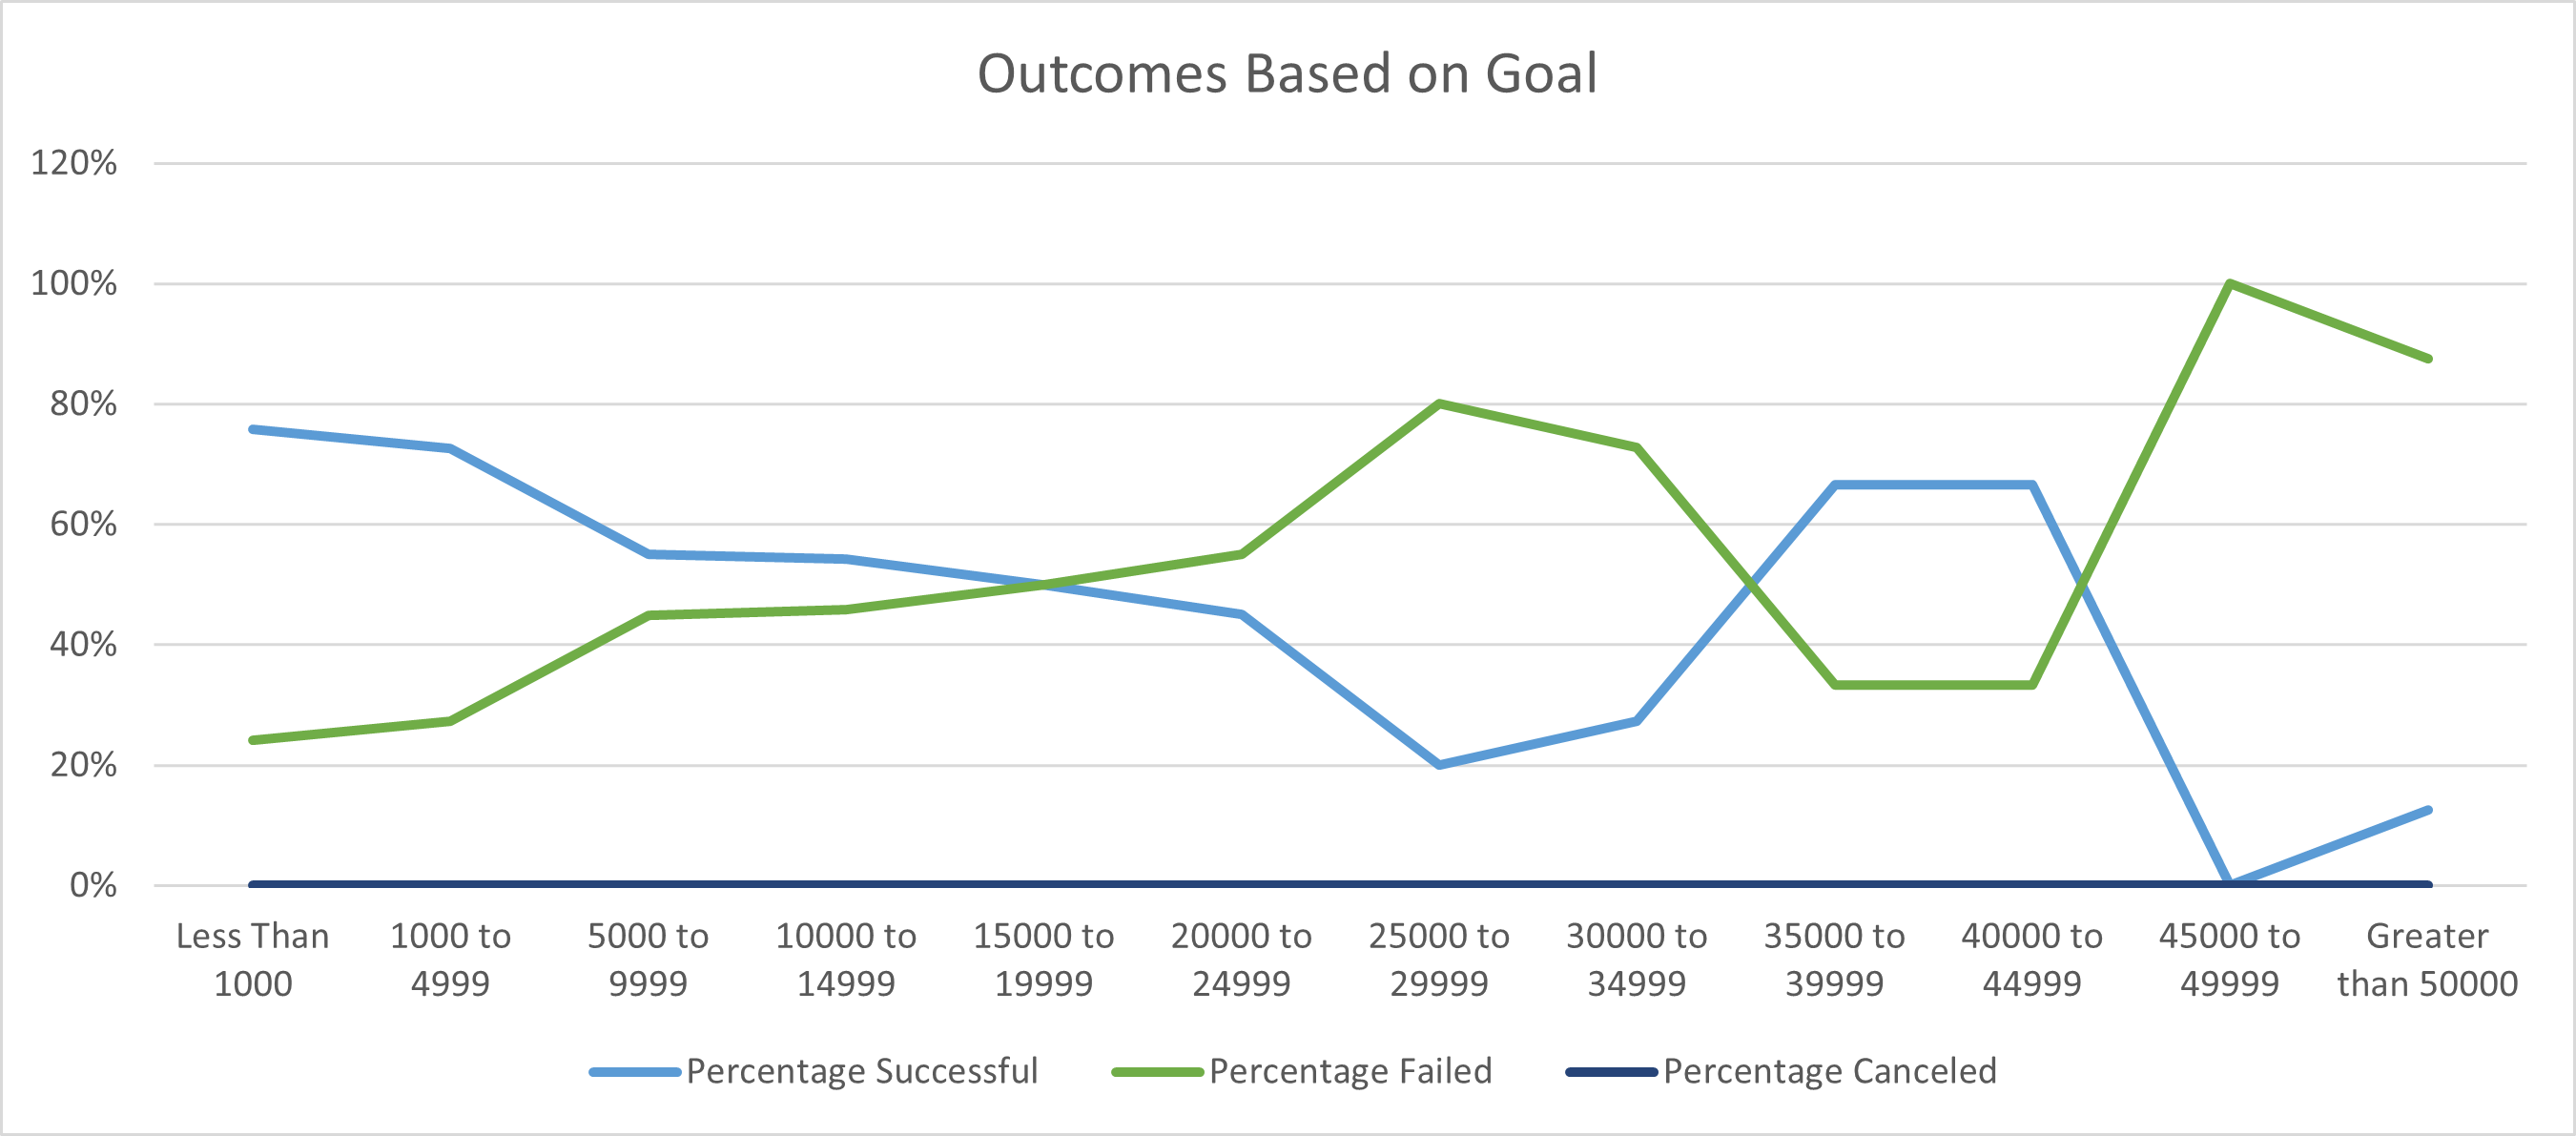 Outcomes Based on Goal
120%
100%
80%
60%
40%
20%
0%
Less Than
1000
1000 to
4999
5000 to
9999
10000 to
14999
15000 to
19999
20000 to
24999
25000 to
29999
30000 to
34999
35000 to
39999
40000 to
44999
45000 to
49999
Greater
than 50000
Percentage Successful
Percentage Failed
Percentage Canceled